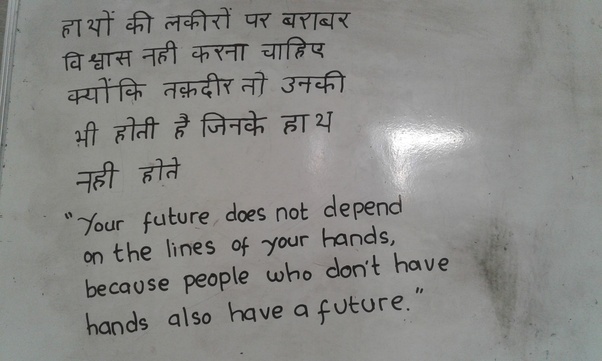 हाथों की लकीरों पर बराबर
विश्वास नही करना चाहिए
क्योंकि तक़दीर तो उनकी
भी होती है जिनके हाथ
नही होते
"Your future does not depend
on the lines of your hands,
because people who don't have
hands also have a future."